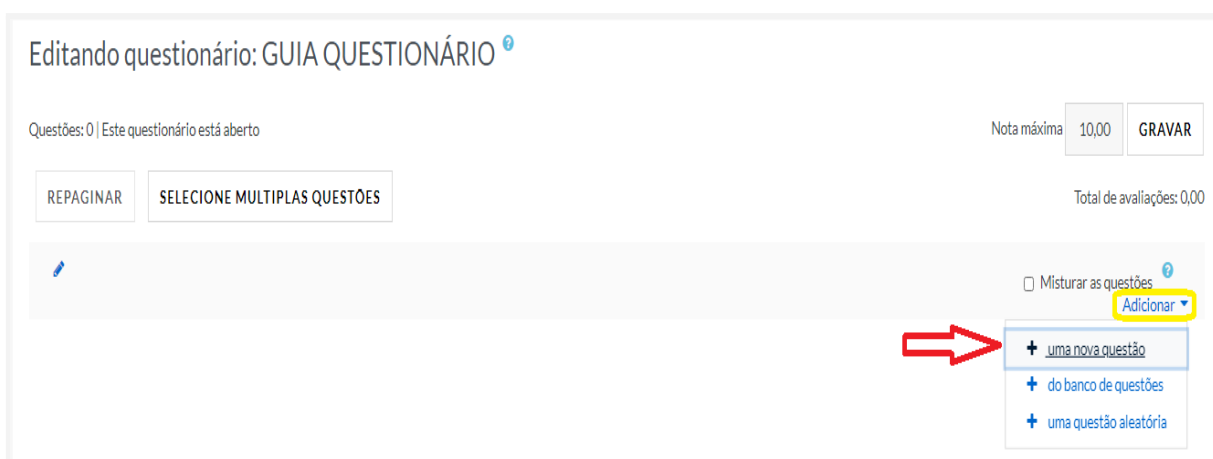 Editando questionário: GUIA QUESTIONÁRIO
Questões: 0 | Este questionário está aberto
Nota máxima 10,00 GRAVAR
REPAGINAR SELECIONE MULTIPLAS QUESTÕES
Total de avaliações: 0,00
Misturar as questões
Adicionar
+ uma nova questão
+ do banco de questões
+ uma questão aleatória